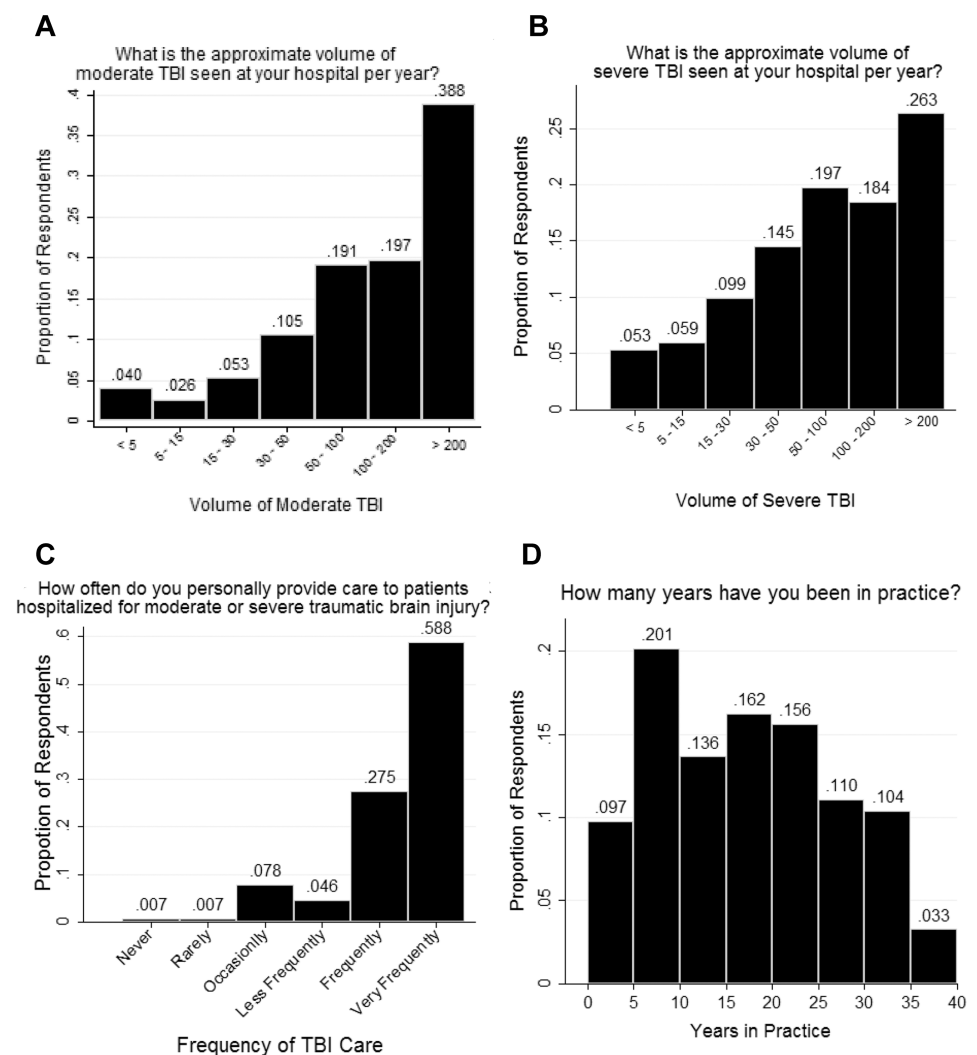 A
What is the approximate volume of
moderate TBI seen at your hospital per year?
Proportion of Respondents
.4
.35
.3
.25
.2
.15
.1
.05
0
.040
.026
.053
.105
.191
.197
.388
< 5
5 - 15
15 - 30
30 - 50
50 - 100
100 - 200
> 200
Volume of Moderate TBI
B
What is the approximate volume of
severe TBI seen at your hospital per year?
Proportion of Respondents
.25
.2
.15
.1
.05
0
.053
.059
.099
.145
.197
.184
.263
< 5
5 - 15
15 - 30
30 - 50
50 - 100
100 - 200
> 200
Volume of Severe TBI
C
How often do you personally provide care to patients
hospitalized for moderate or severe traumatic brain injury?
Propotion of Respondents
.6
.5
.4
.3
.2
.1
0
.007
.007
.078
.046
.275
.588
Never
Rarely
Occasionlly
Less Frequently
Frequently
Very Frequently
Frequency of TBI Care
D
How many years have you been in practice?
Proportion of Respondents
.2
.15
.1
.05
0
.097
.201
.136
.162
.156
.110
.104
.033
0
5
10
15
20
25
30
35
40
Years in Practice